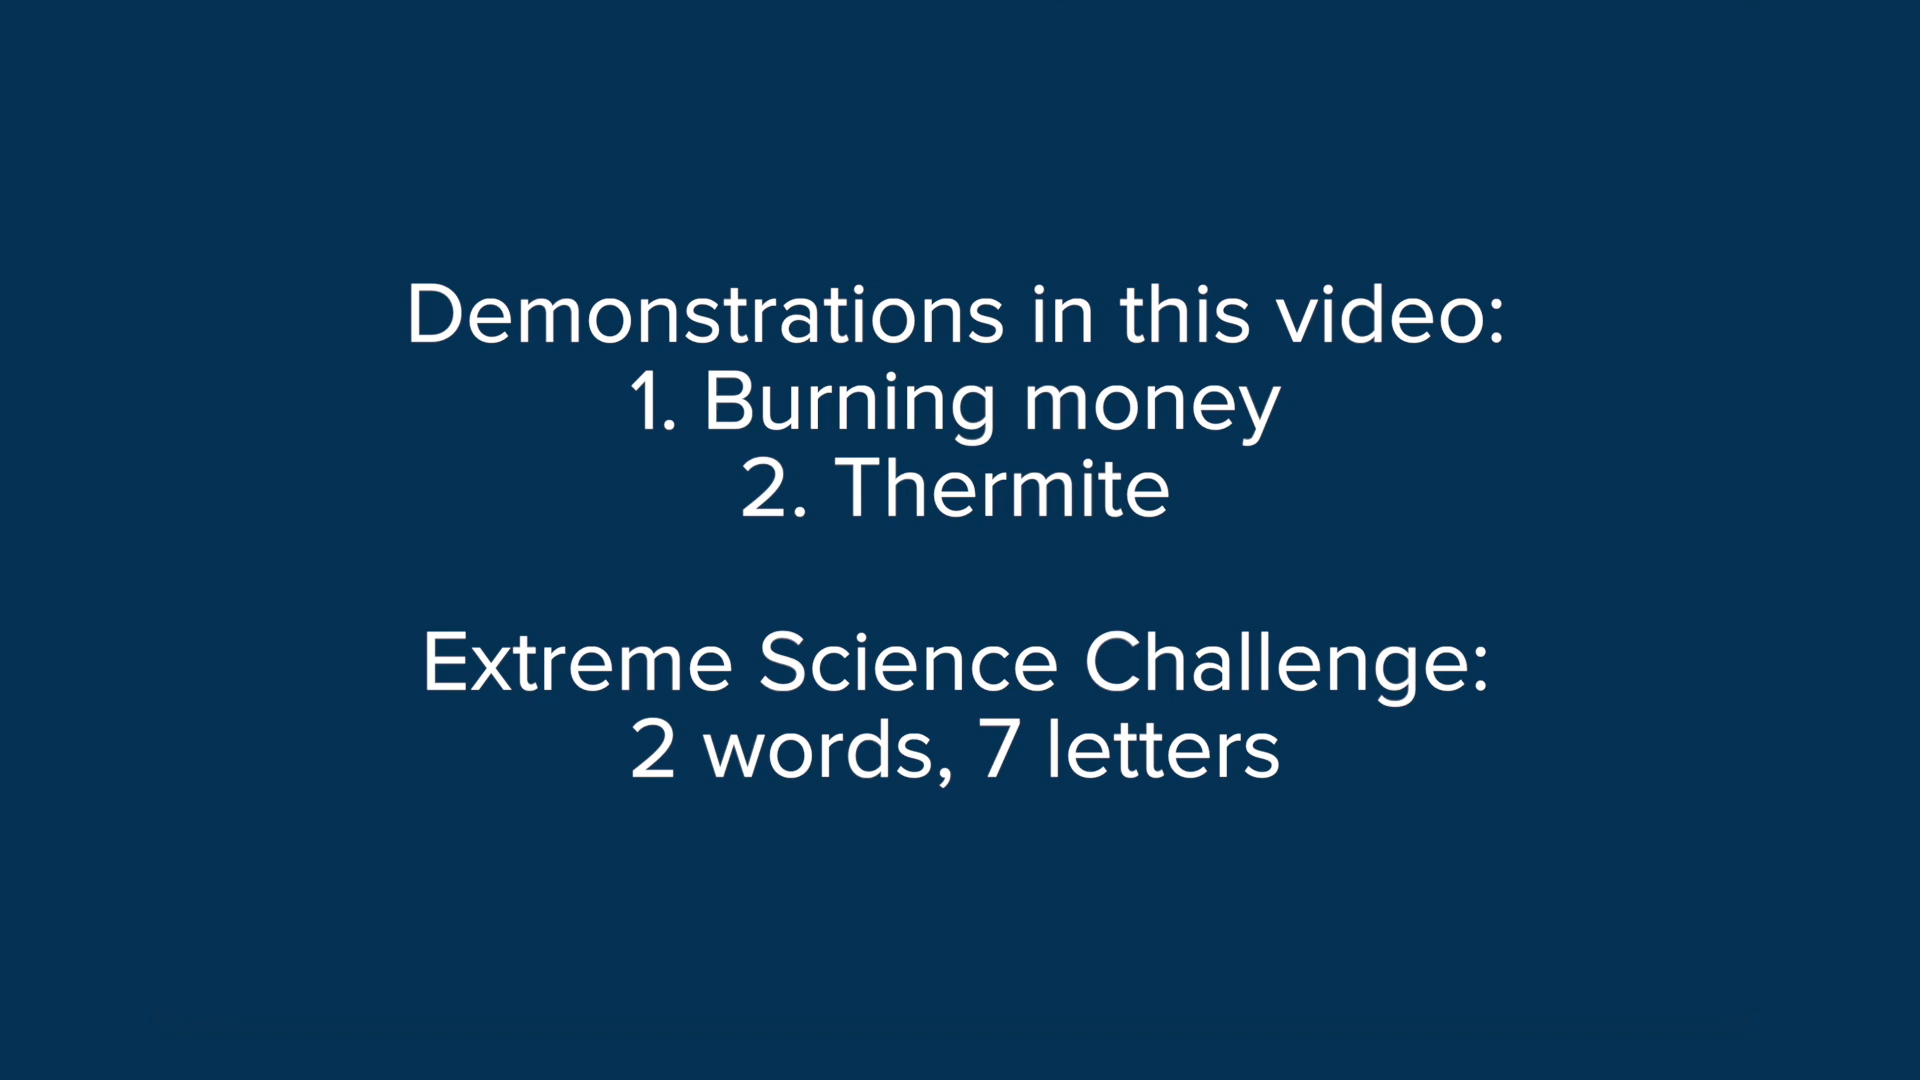 Demonstrations in this video:
1. Burning money
2. Thermite
Extreme Science Challenge:
2 words, 7 letters